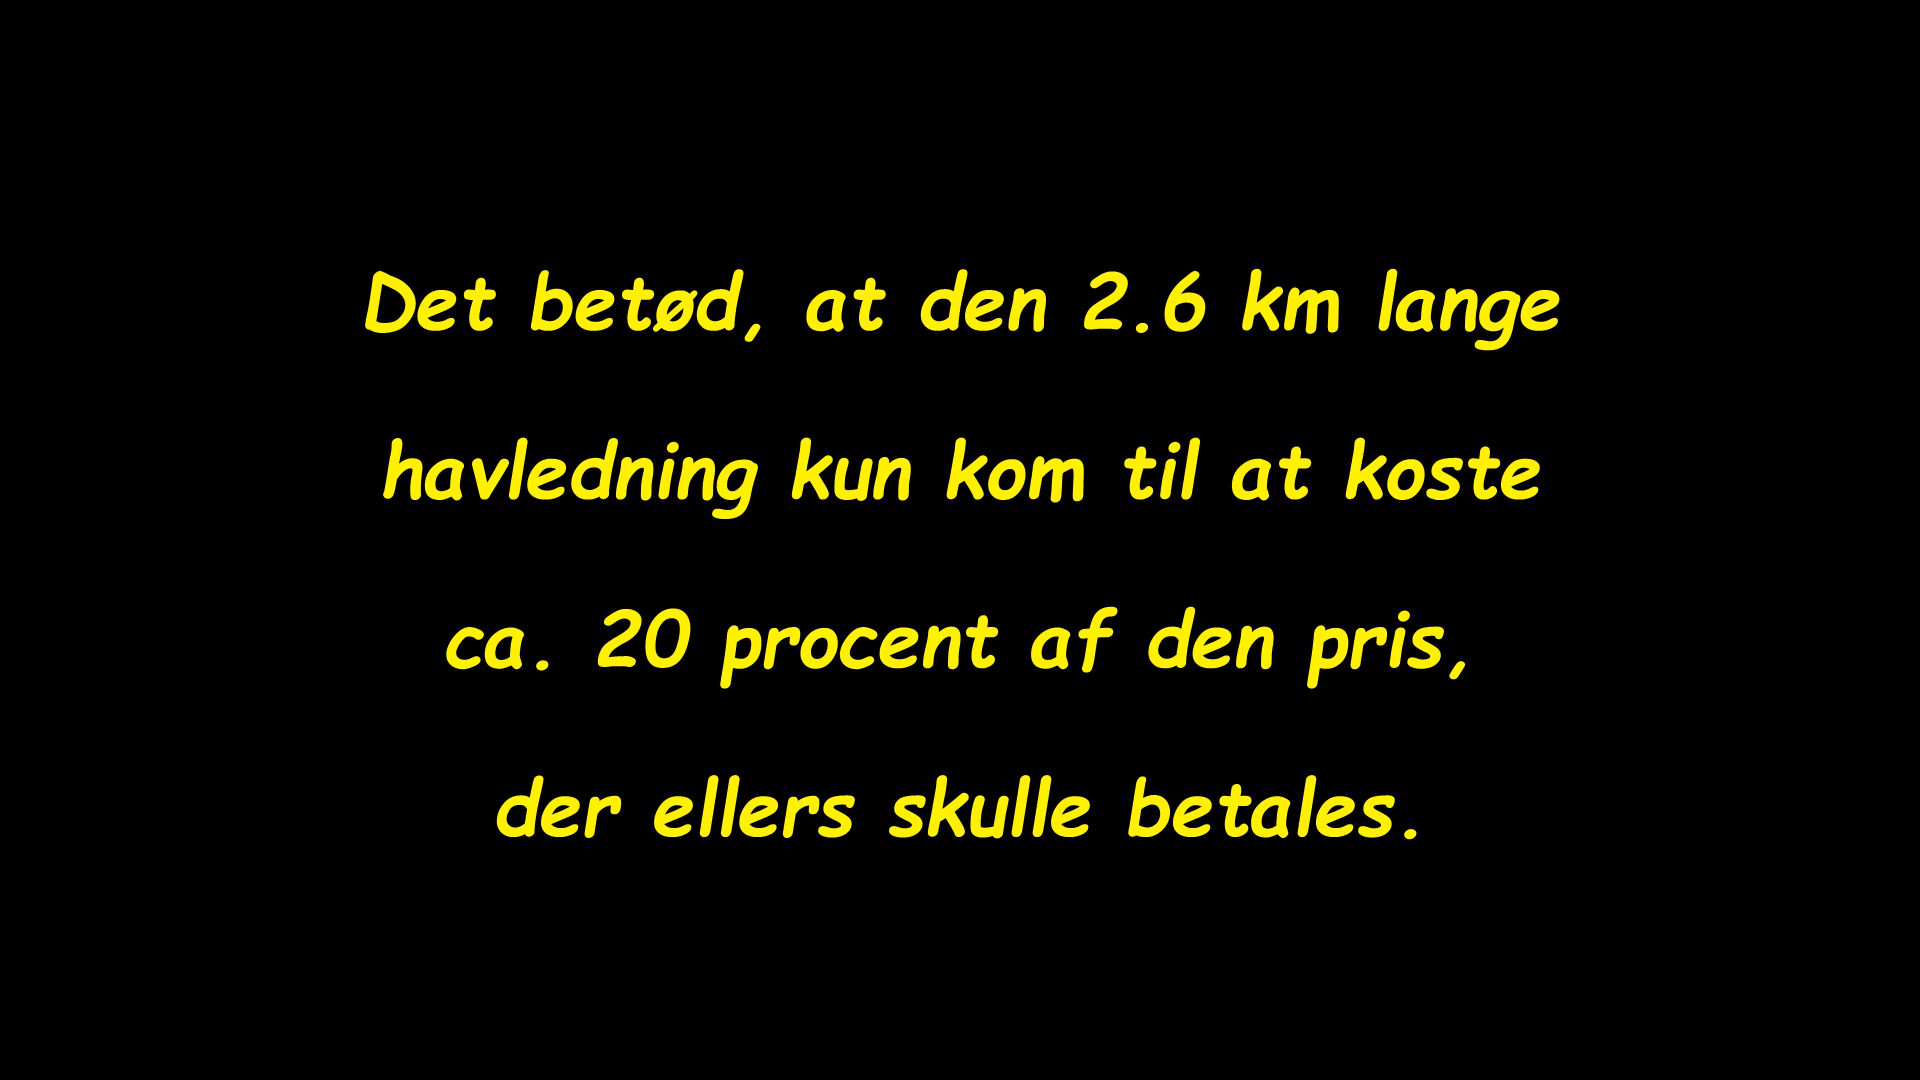 Det betød, at den 2.6 km lange
havledning kun kom til at koste
ca. 20 procent af den pris,
der ellers skulle betales.